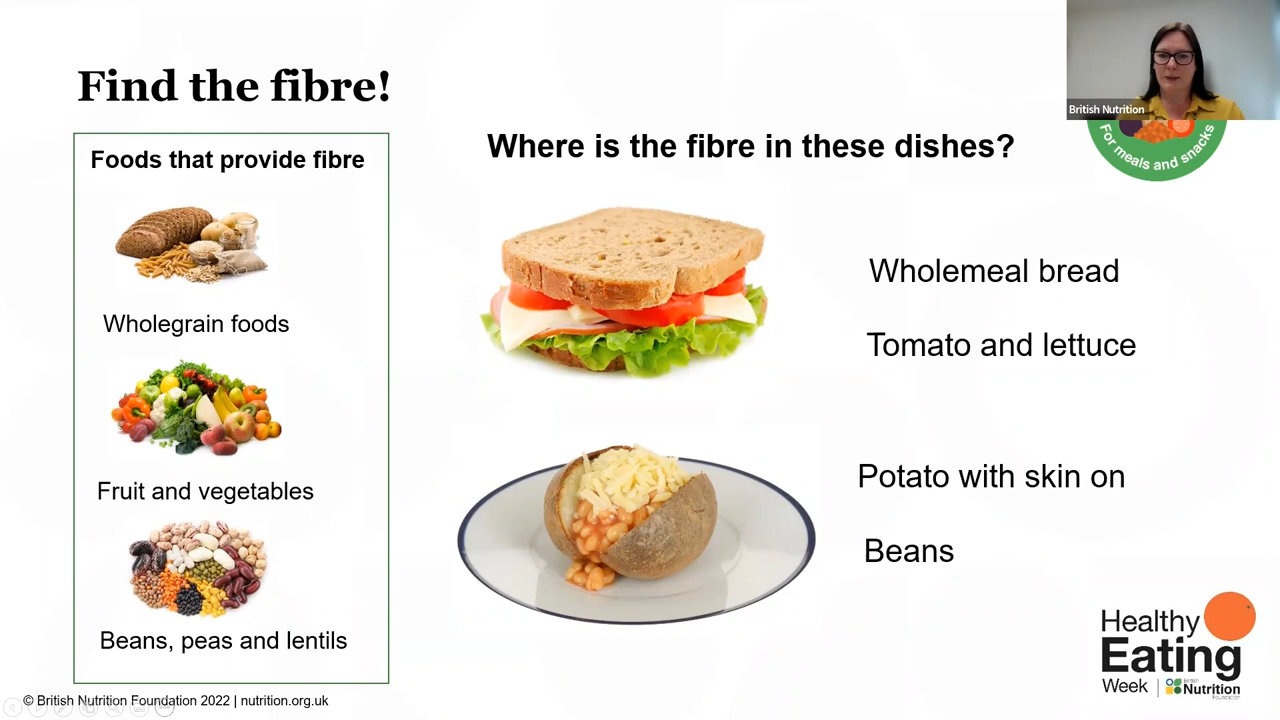 Find the fibre!
British Nutrition
Where is the fibre in these dishes?
For meals and snacks
Foods that provide fibre
Wholemeal bread
Wholegrain foods
Tomato and lettuce
Potato with skin on
Fruit and vegetables
Beans
Beans, peas and lentils
Healthy
Eating
Week
British
Nutrition
Foundation
© British Nutrition Foundation 2022 | nutrition.org.uk